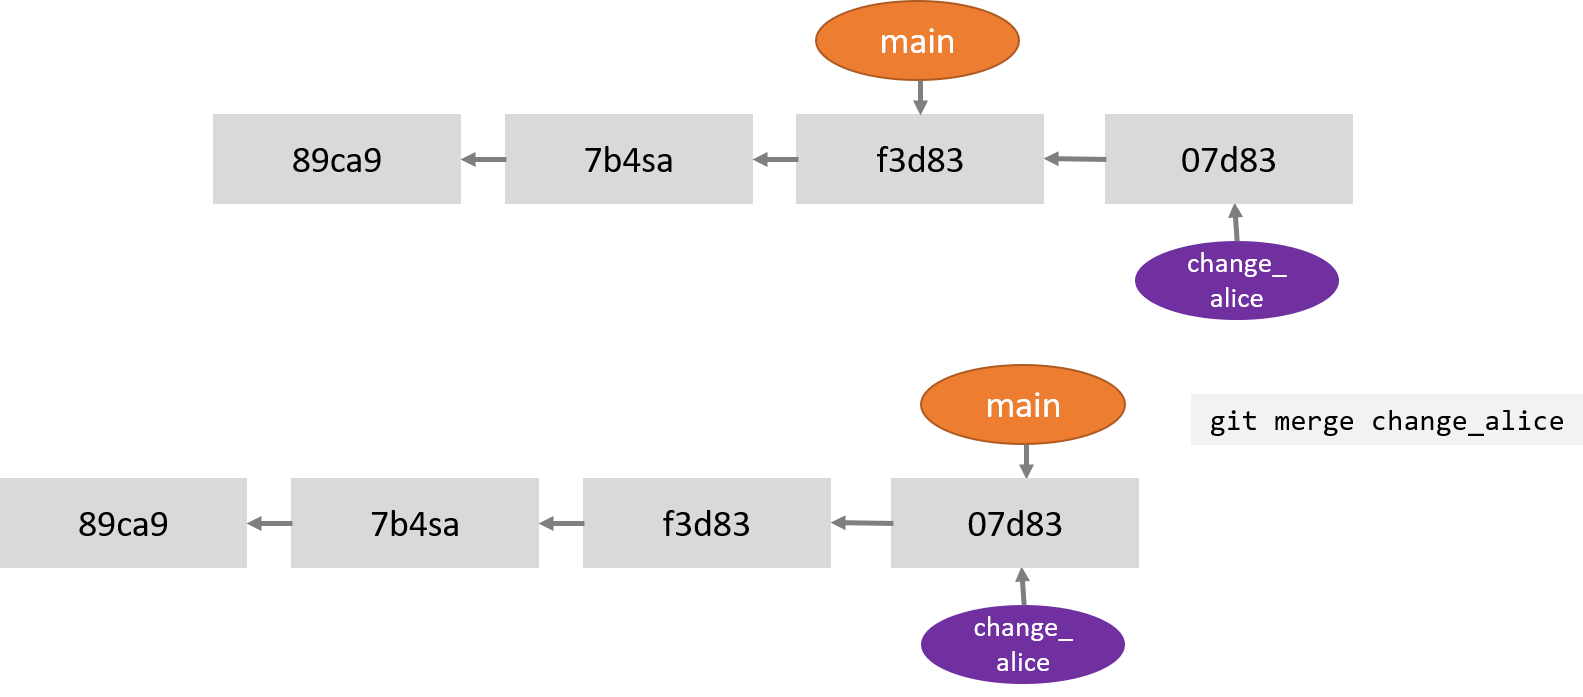 main
89ca9
7b4sa
f3d83
07d83
change_
alice
main
git merge change_alice
89ca9
7b4sa
f3d83
07d83
change_
alice